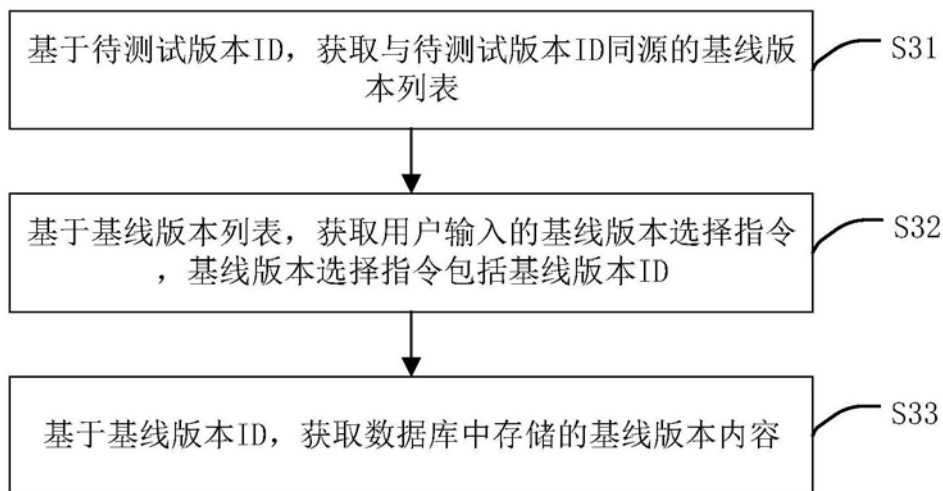 基于待测试版本ID，获取与待测试版本ID同源的基线版
本列表
S31
基于基线版本列表，获取用户输入的基线版本选择指令
，基线版本选择指令包括基线版本ID
S32
基于基线版本ID，获取数据库中存储的基线版本内容
S33